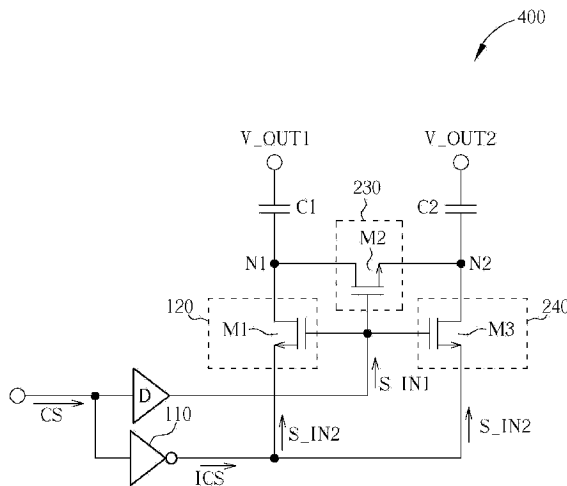 400
V_OUT1
V_OUT2
230
C1
C2
M2
N1
N2
120
240
M1
M3
S_IN1
D
CS
110
S_IN2
S_IN2
ICS